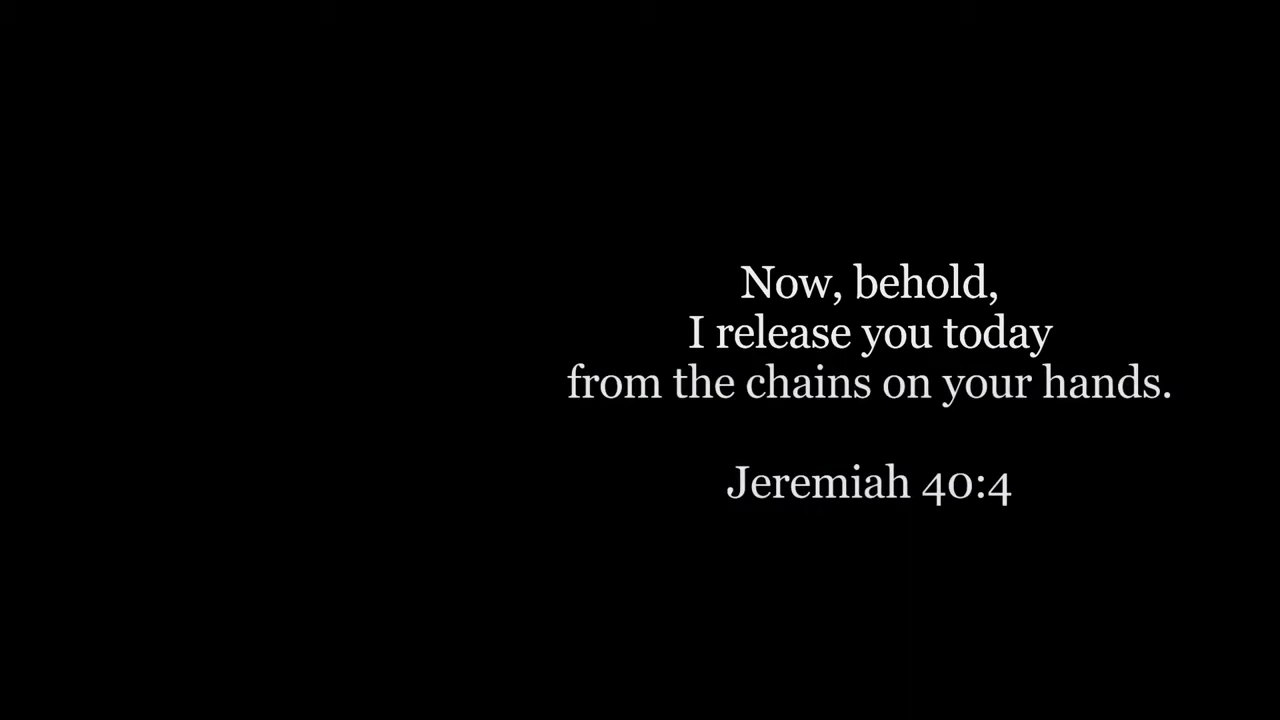 Now, behold,
I release you today
from the chains on your hands.
Jeremiah 40:4